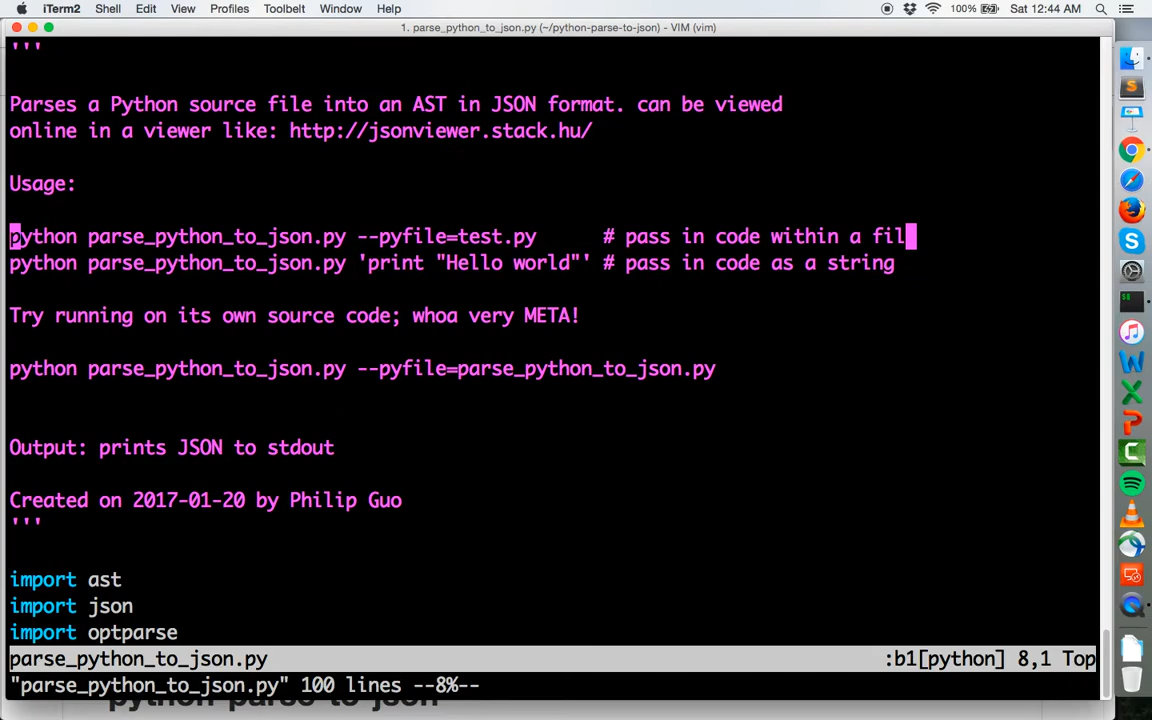 iTerm2 Shell Edit View Profiles Toolbelt Window Help 100% Sat 12:44 AM
1. parse_python_to_json.py (~/python-parse-to-json) - VIM (vim)
'''
Parses a Python source file into an AST in JSON format. can be viewed
online in a viewer like: http://jsonviewer.stack.hu/
Usage:
python parse_python_to_json.py --pyfile=test.py # pass in code within a fil
python parse_python_to_json.py 'print "Hello world"' # pass in code as a string
Try running on its own source code; whoa very META!
python parse_python_to_json.py --pyfile=parse_python_to_json.py
Output: prints JSON to stdout
Created on 2017-01-20 by Philip Guo
'''
import ast
import json
import optparse
parse_python_to_json.py :b1[python] 8,1 Top
"parse_python_to_json.py" 100 lines --8%--
python-parse-to-json